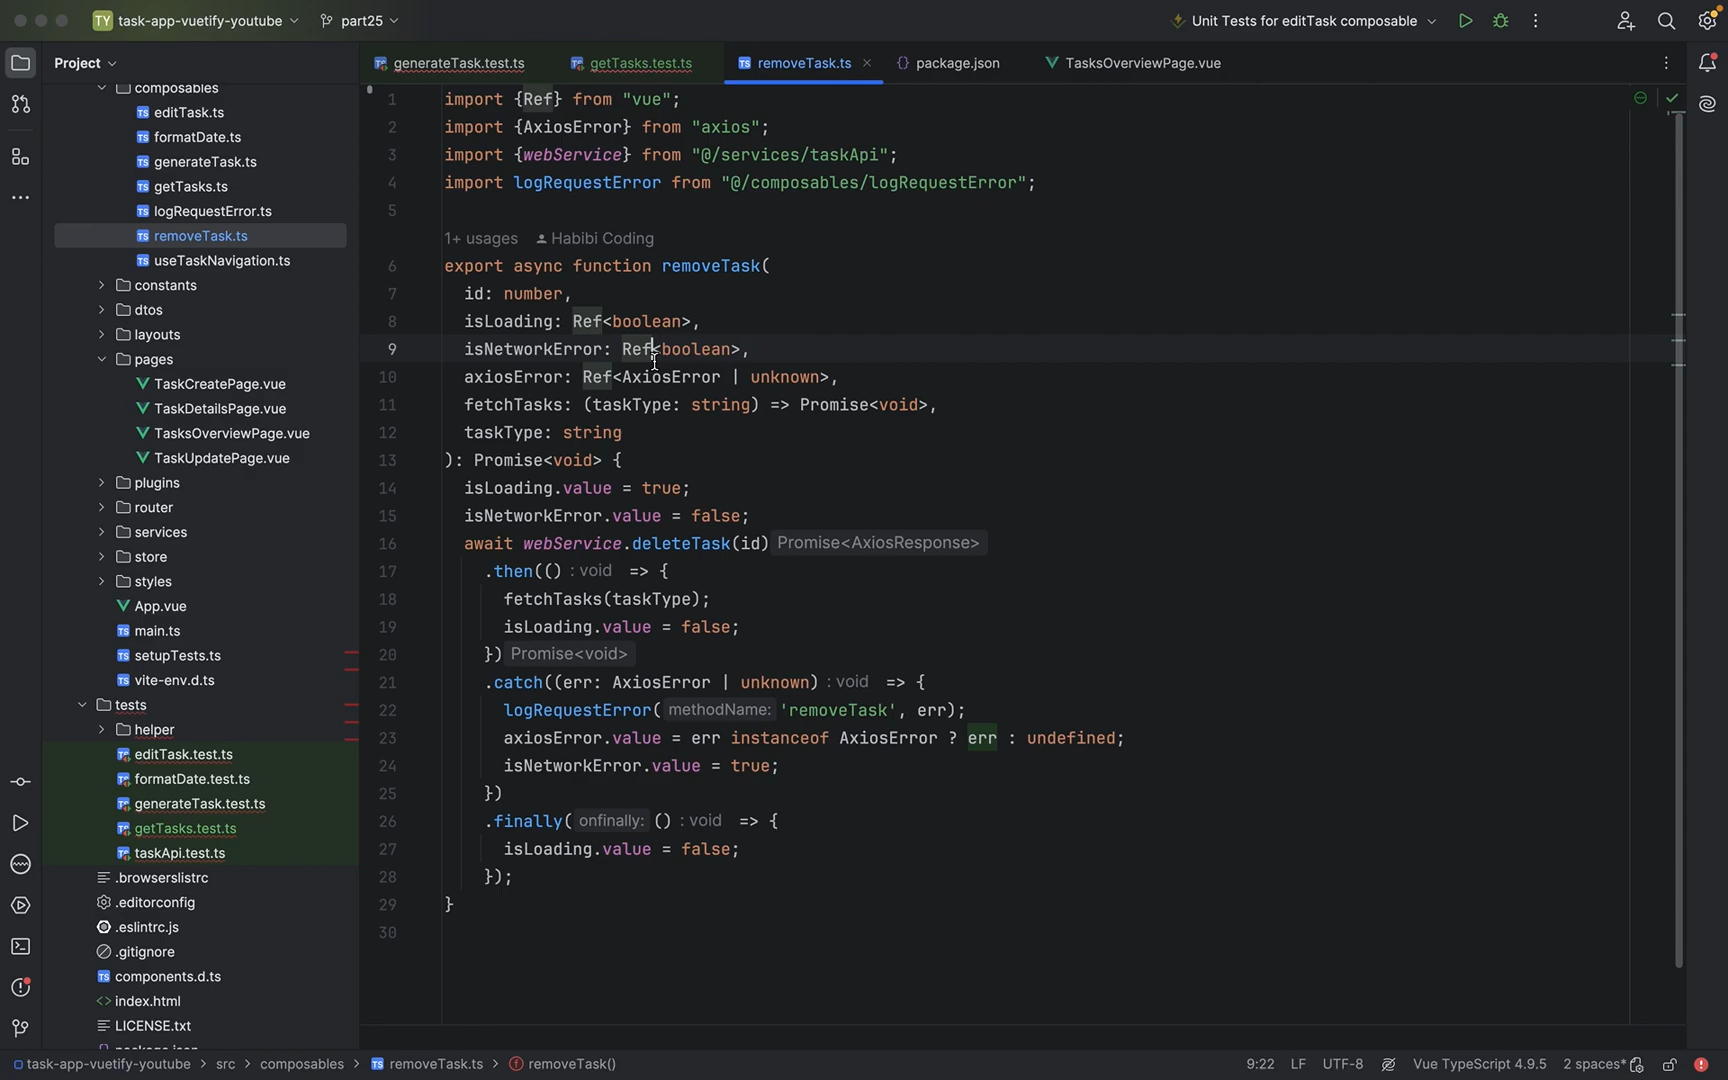 TY task-app-vuetify-youtube part25 Unit Tests for editTask composable
Project
generateTask.test.ts getTasks.test.ts removeTask.ts package.json TasksOverviewPage.vue
composables
editTask.ts
formatDate.ts
generateTask.ts
getTasks.ts
logRequestError.ts
removeTask.ts
useTaskNavigation.ts
constants
dtos
layouts
pages
TaskCreatePage.vue
TaskDetailsPage.vue
TasksOverviewPage.vue
TaskUpdatePage.vue
plugins
router
services
store
styles
App.vue
main.ts
setupTests.ts
vite-env.d.ts
tests
helper
editTask.test.ts
formatDate.test.ts
generateTask.test.ts
getTasks.test.ts
taskApi.test.ts
.browserslistrc
.editorconfig
.eslintrc.js
.gitignore
components.d.ts
index.html
LICENSE.txt
1 import {Ref} from "vue";
2 import {AxiosError} from "axios";
3 import {webService} from "@/services/taskApi";
4 import logRequestError from "@/composables/logRequestError";
5
1+ usages Habibi Coding
6 export async function removeTask(
7 id: number,
8 isLoading: Ref<boolean>,
9 isNetworkError: Ref<boolean>,
10 axiosError: Ref<AxiosError | unknown>,
11 fetchTasks: (taskType: string) => Promise<void>,
12 taskType: string
13 ): Promise<void> {
14 isLoading.value = true;
15 isNetworkError.value = false;
16 await webService.deleteTask(id) Promise<AxiosResponse>
17 .then(() : void => {
18 fetchTasks(taskType);
19 isLoading.value = false;
20 }) Promise<void>
21 .catch((err: AxiosError | unknown) : void => {
22 logRequestError( methodName: 'removeTask', err);
23 axiosError.value = err instanceof AxiosError ? err : undefined;
24 isNetworkError.value = true;
25 })
26 .finally( onfinally: () : void => {
27 isLoading.value = false;
28 });
29 }
30
task-app-vuetify-youtube > src > composables > removeTask.ts > removeTask() 9:22 LF UTF-8 Vue TypeScript 4.9.5 2 spaces*